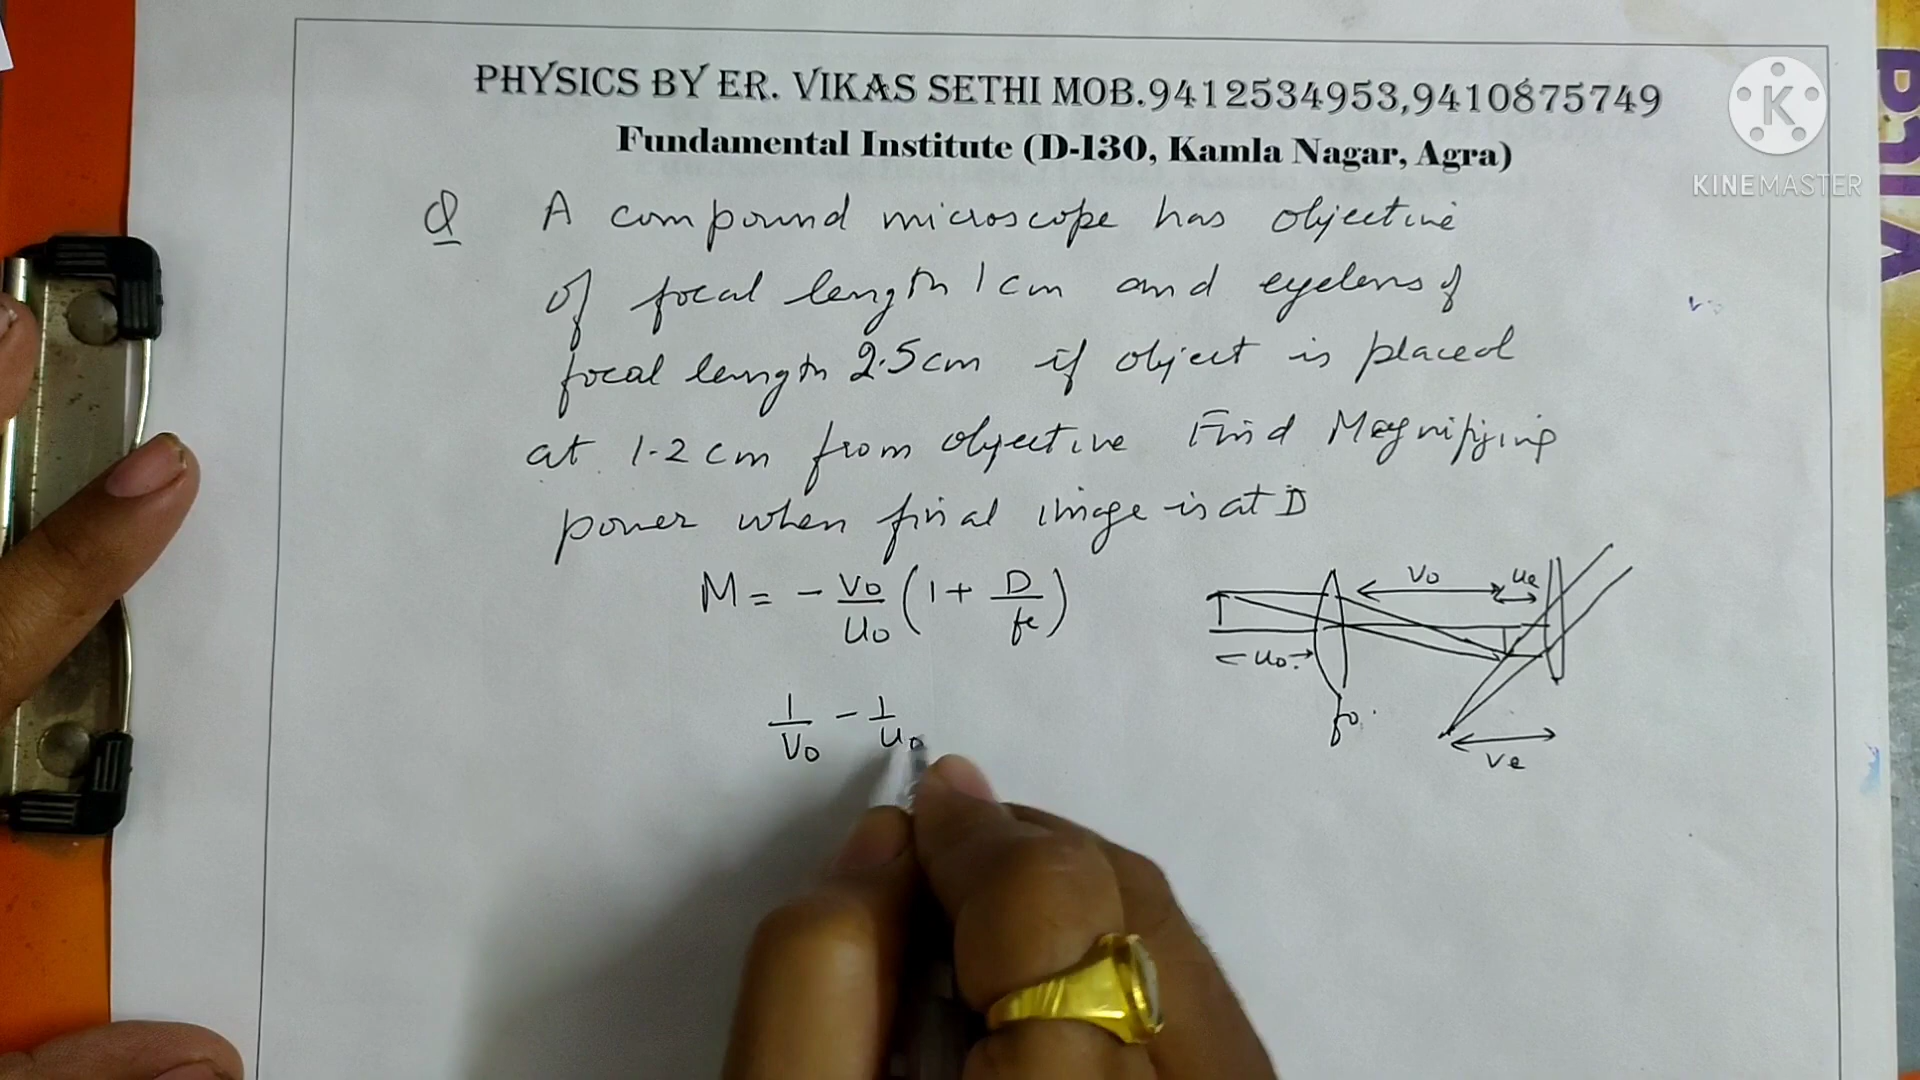 PHYSICS BY ER. VIKAS SETHI MOB.9412534953,9410875749
Fundamental Institute (D-130, Kamla Nagar, Agra)
K
KINEMASTER
Q A compound microscope has objective
of focal length 1cm and eyelens of
focal length 2.5cm if object is placed
at 1.2cm from objective Find Magnifying
power when final image is at D
M = - Vo/uo (1 + D/fe)
1/Vo - 1/uo
Vo
ue
uo
fo
ve